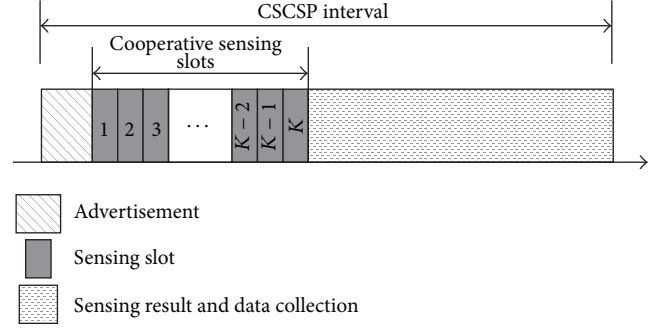 CSCSP interval
Cooperative sensing
slots
1 2 3 ... K − 2 K − 1 K
Advertisement
Sensing slot
Sensing result and data collection